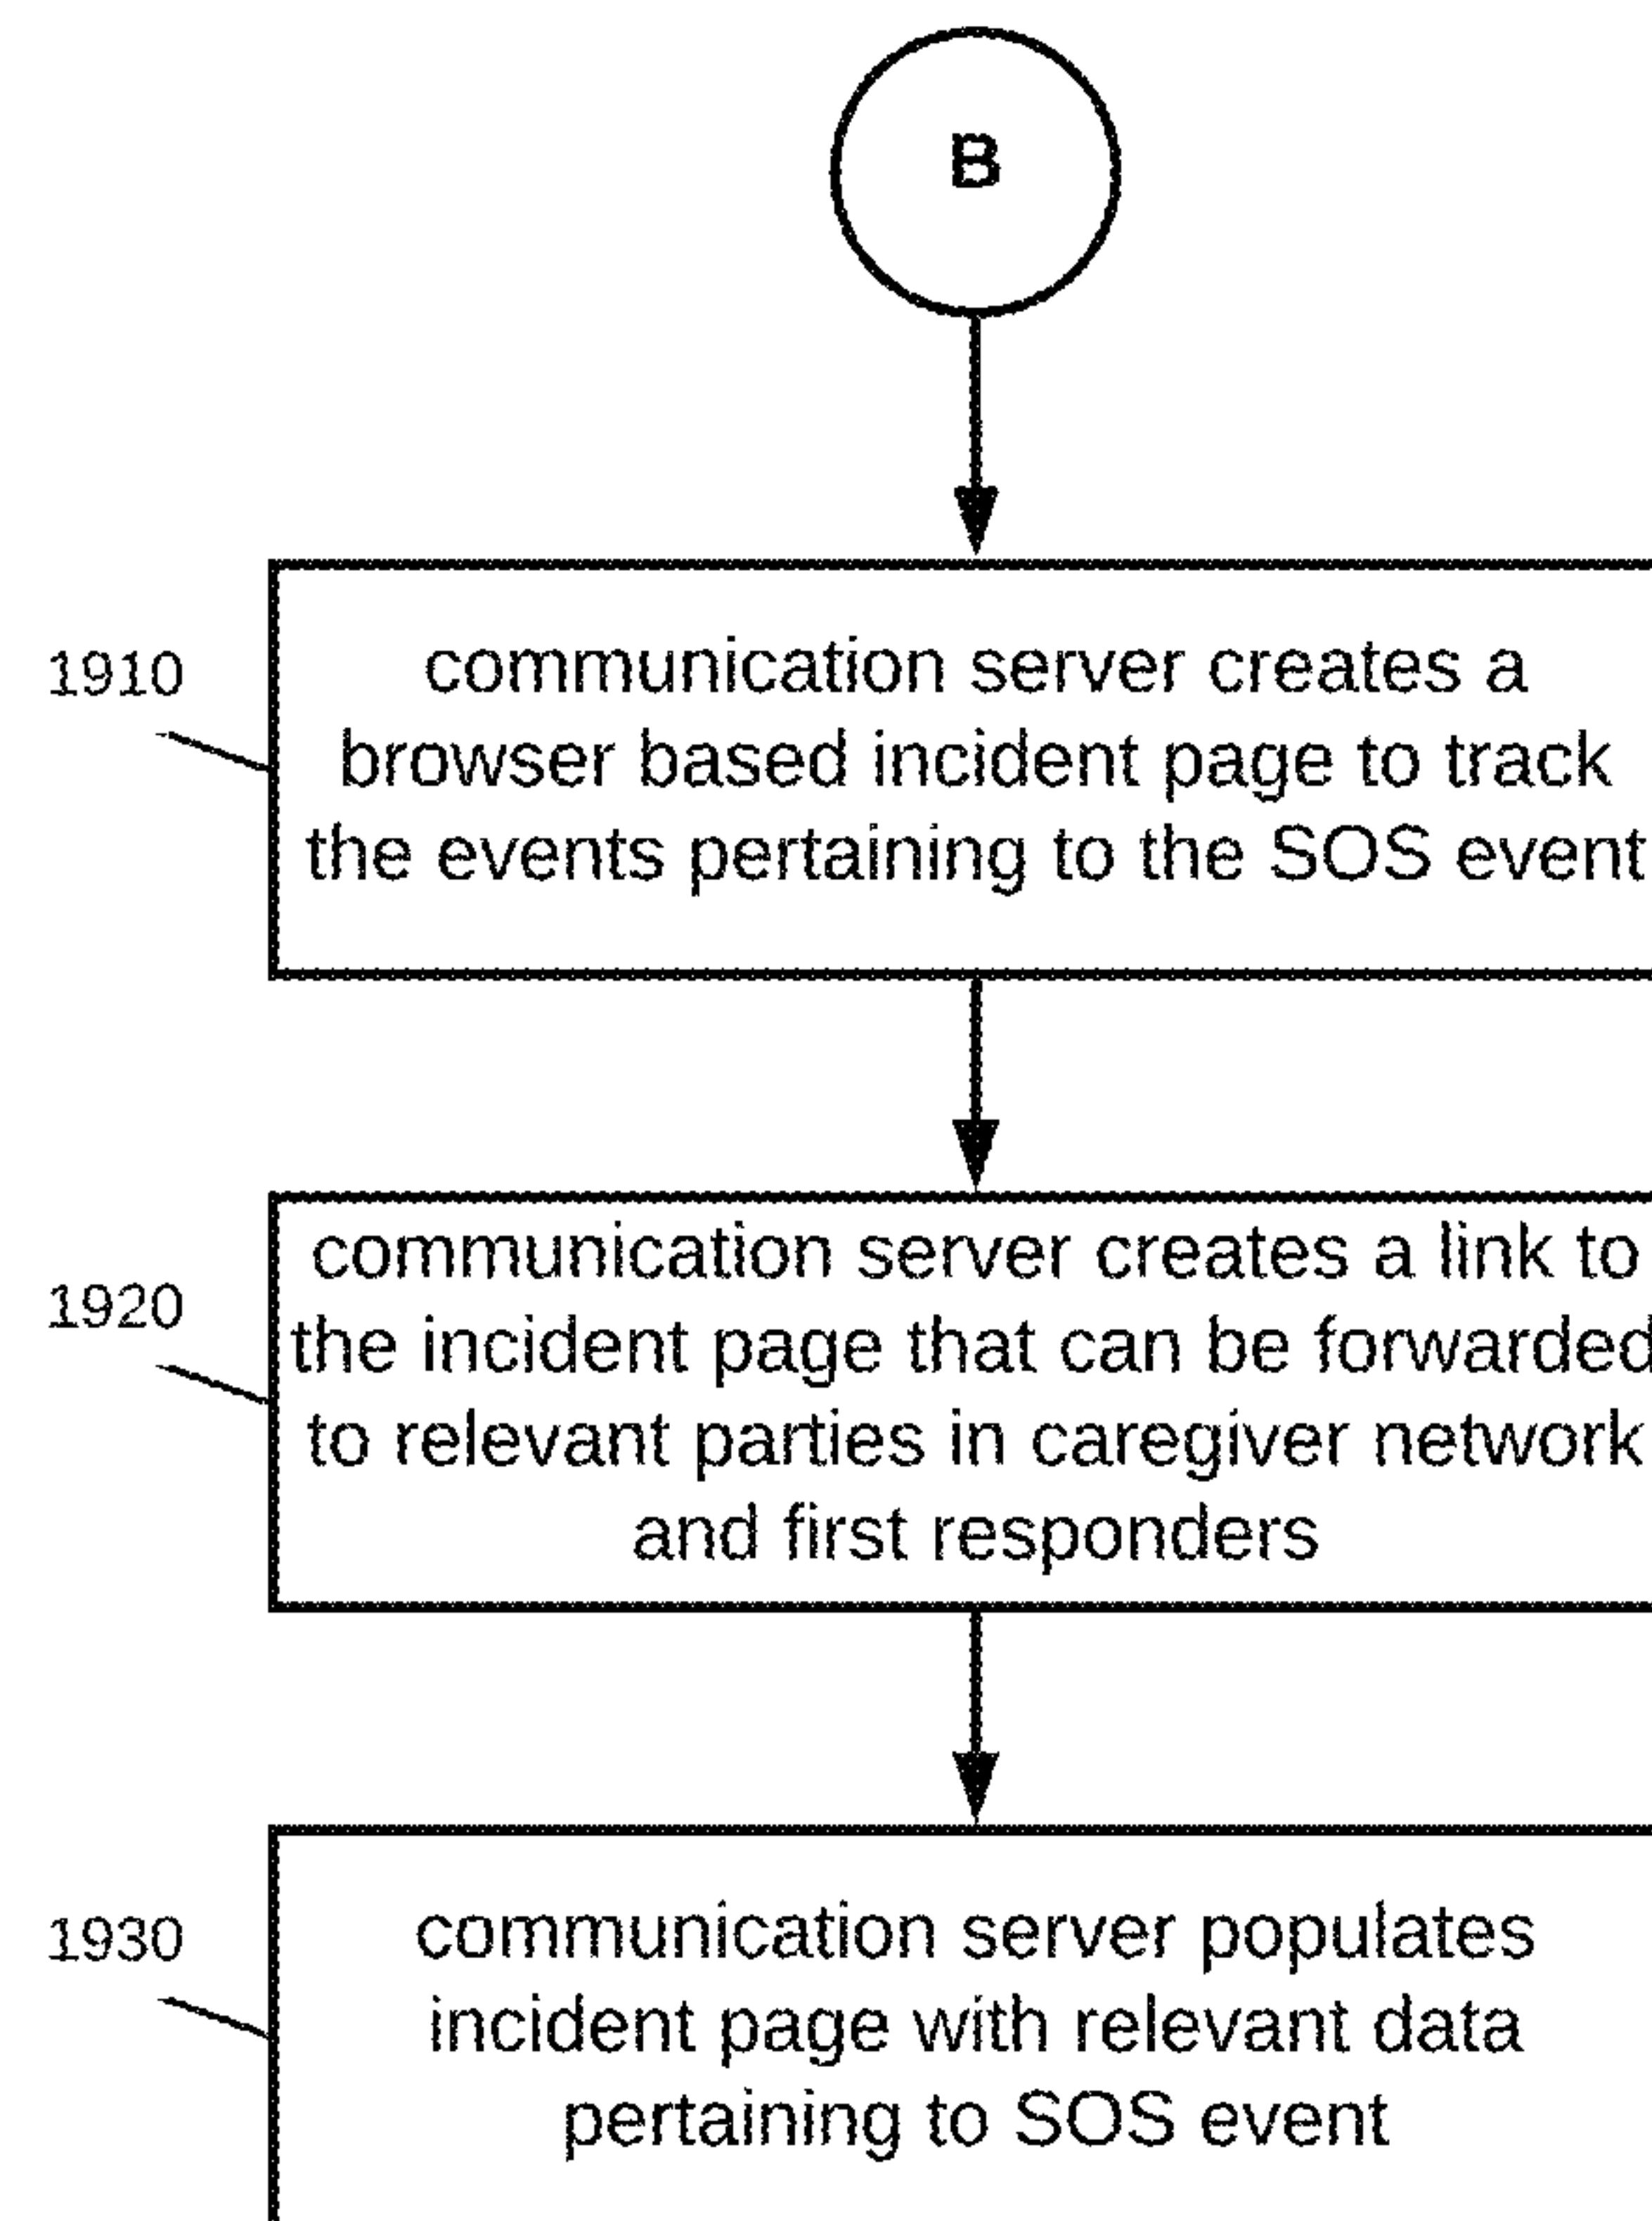 B
1910
communication server creates a
browser based incident page to track
the events pertaining to the SOS event
1920
communication server creates a link to
the incident page that can be forwarded
to relevant parties in caregiver network
and first responders
1930
communication server populates
incident page with relevant data
pertaining to SOS event